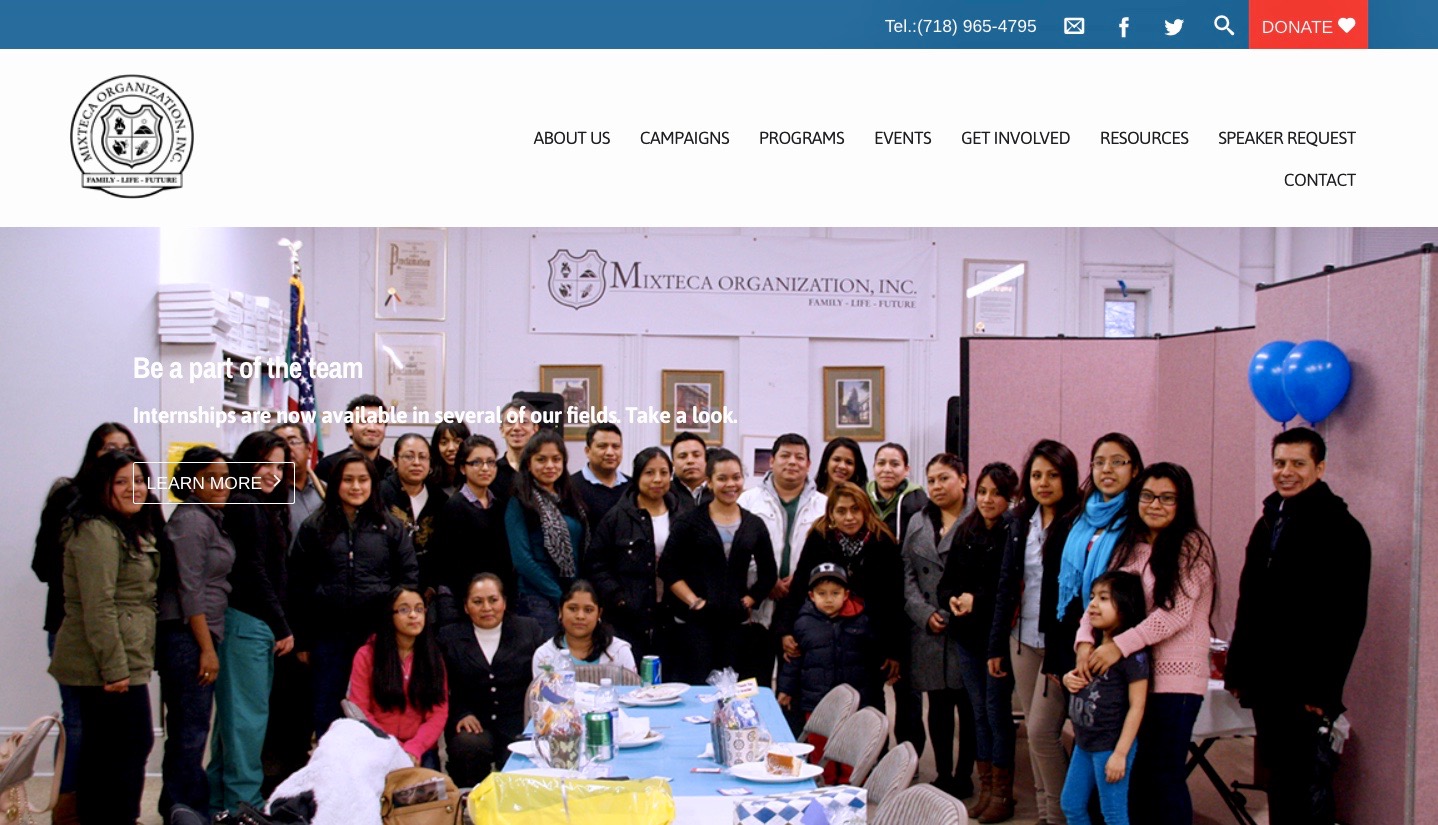 Tel.:(718) 965-4795
DONATE
MIXTECA ORGANIZATION, INC.
FAMILY - LIFE - FUTURE
ABOUT US CAMPAIGNS PROGRAMS EVENTS GET INVOLVED RESOURCES SPEAKER REQUEST
CONTACT
Proclamation
MIXTECA ORGANIZATION, INC.
FAMILY - LIFE - FUTURE
Be a part of the team
Internships are now available in several of our fields. Take a look.
LEARN MORE